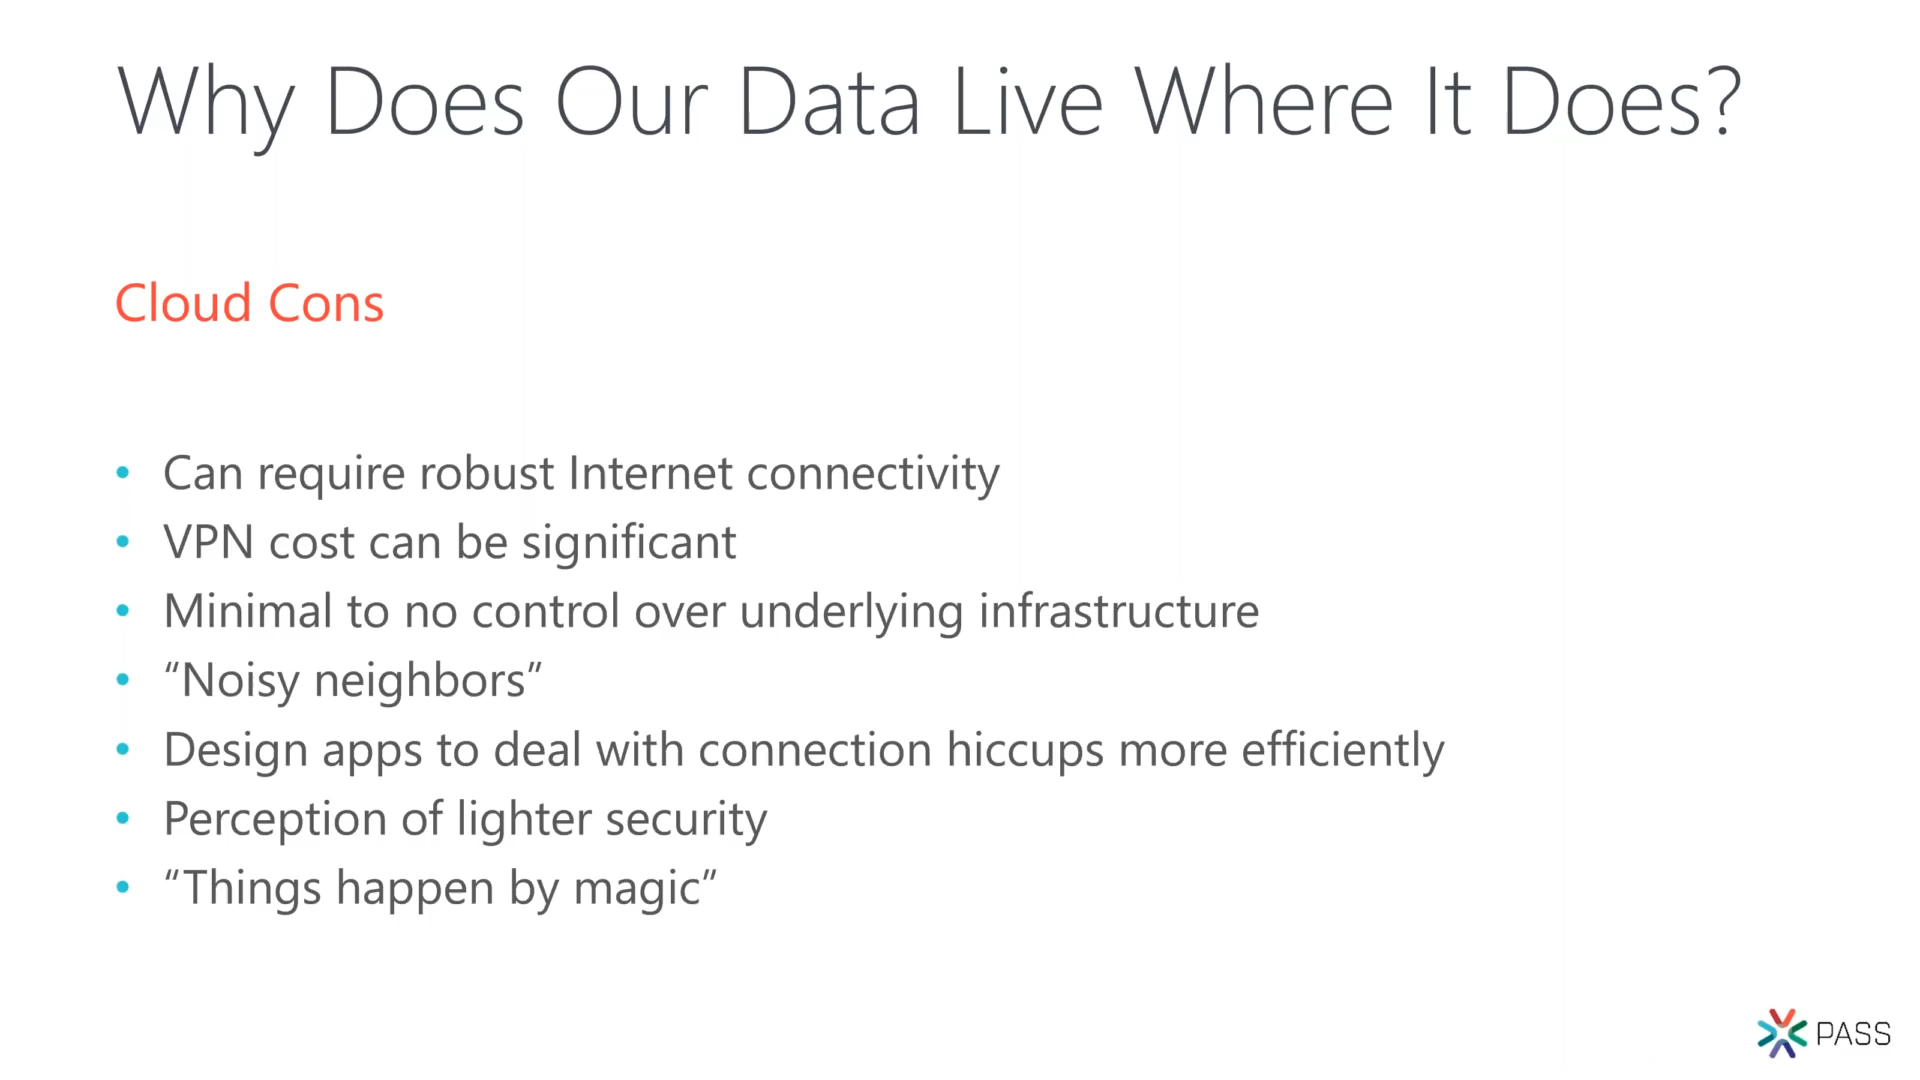 Why Does Our Data Live Where It Does?
Cloud Cons
• Can require robust Internet connectivity
• VPN cost can be significant
• Minimal to no control over underlying infrastructure
• “Noisy neighbors”
• Design apps to deal with connection hiccups more efficiently
• Perception of lighter security
• “Things happen by magic”
PASS